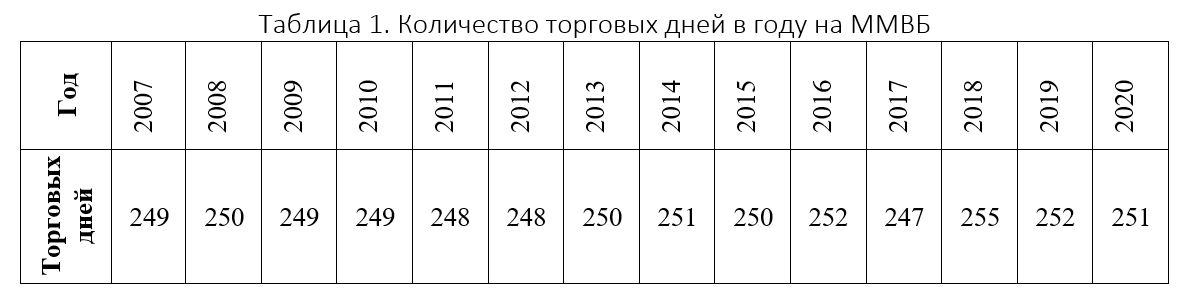 Таблица 1. Количество торговых дней в году на ММВБ
Год 2007 2008 2009 2010 2011 2012 2013 2014 2015 2016 2017 2018 2019 2020
Торговых
дней
249 250 249 249 248 248 250 251 250 252 247 255 252 251